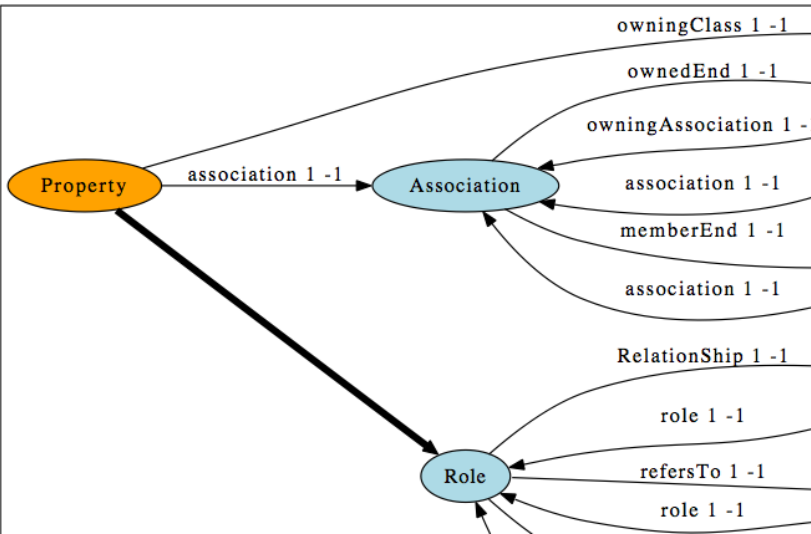 owningClass 1 -1
ownedEnd 1 -1
owningAssociation 1 -
association 1 -1
Property
Association
association 1 -1
memberEnd 1 -1
association 1 -1
RelationShip 1 -1
role 1 -1
Role
refersTo 1 -1
role 1 -1